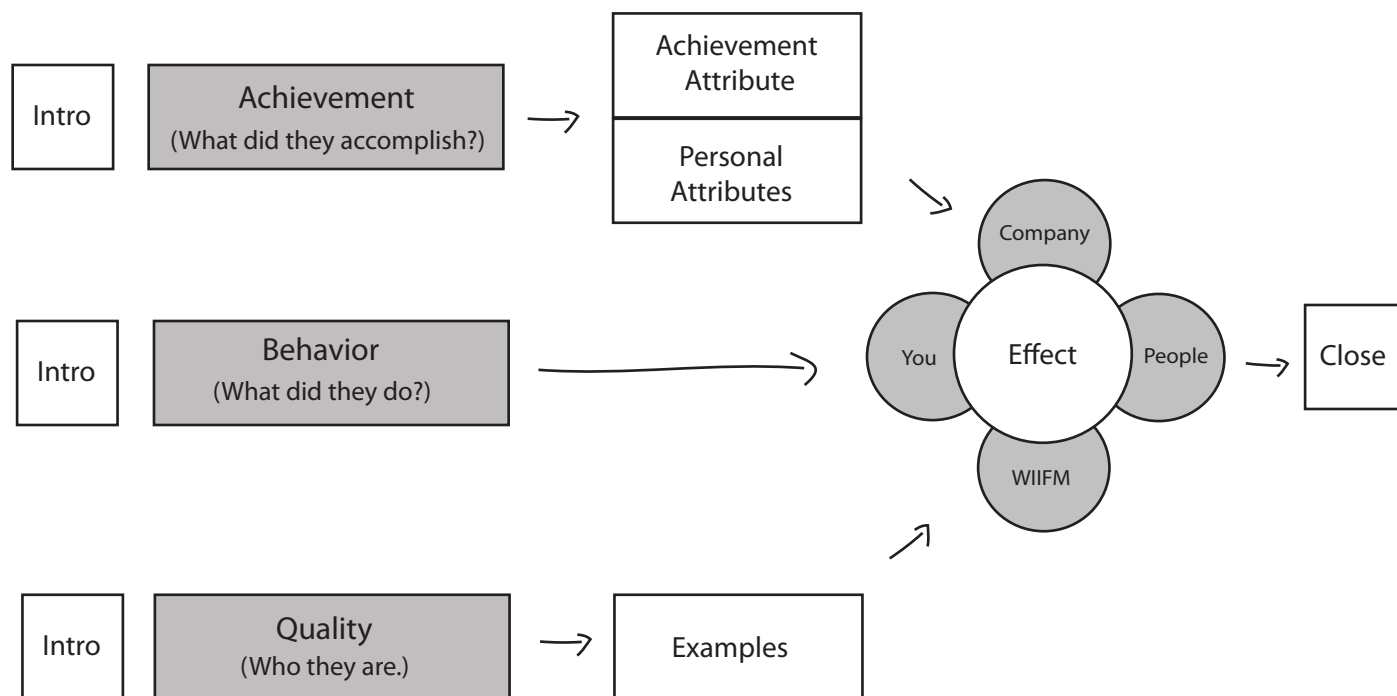 Intro
Achievement
(What did they accomplish?)
Achievement
Attribute
Personal
Attributes
Intro
Behavior
(What did they do?)
Company
You
Effect
People
WIIFM
Close
Intro
Quality
(Who they are.)
Examples